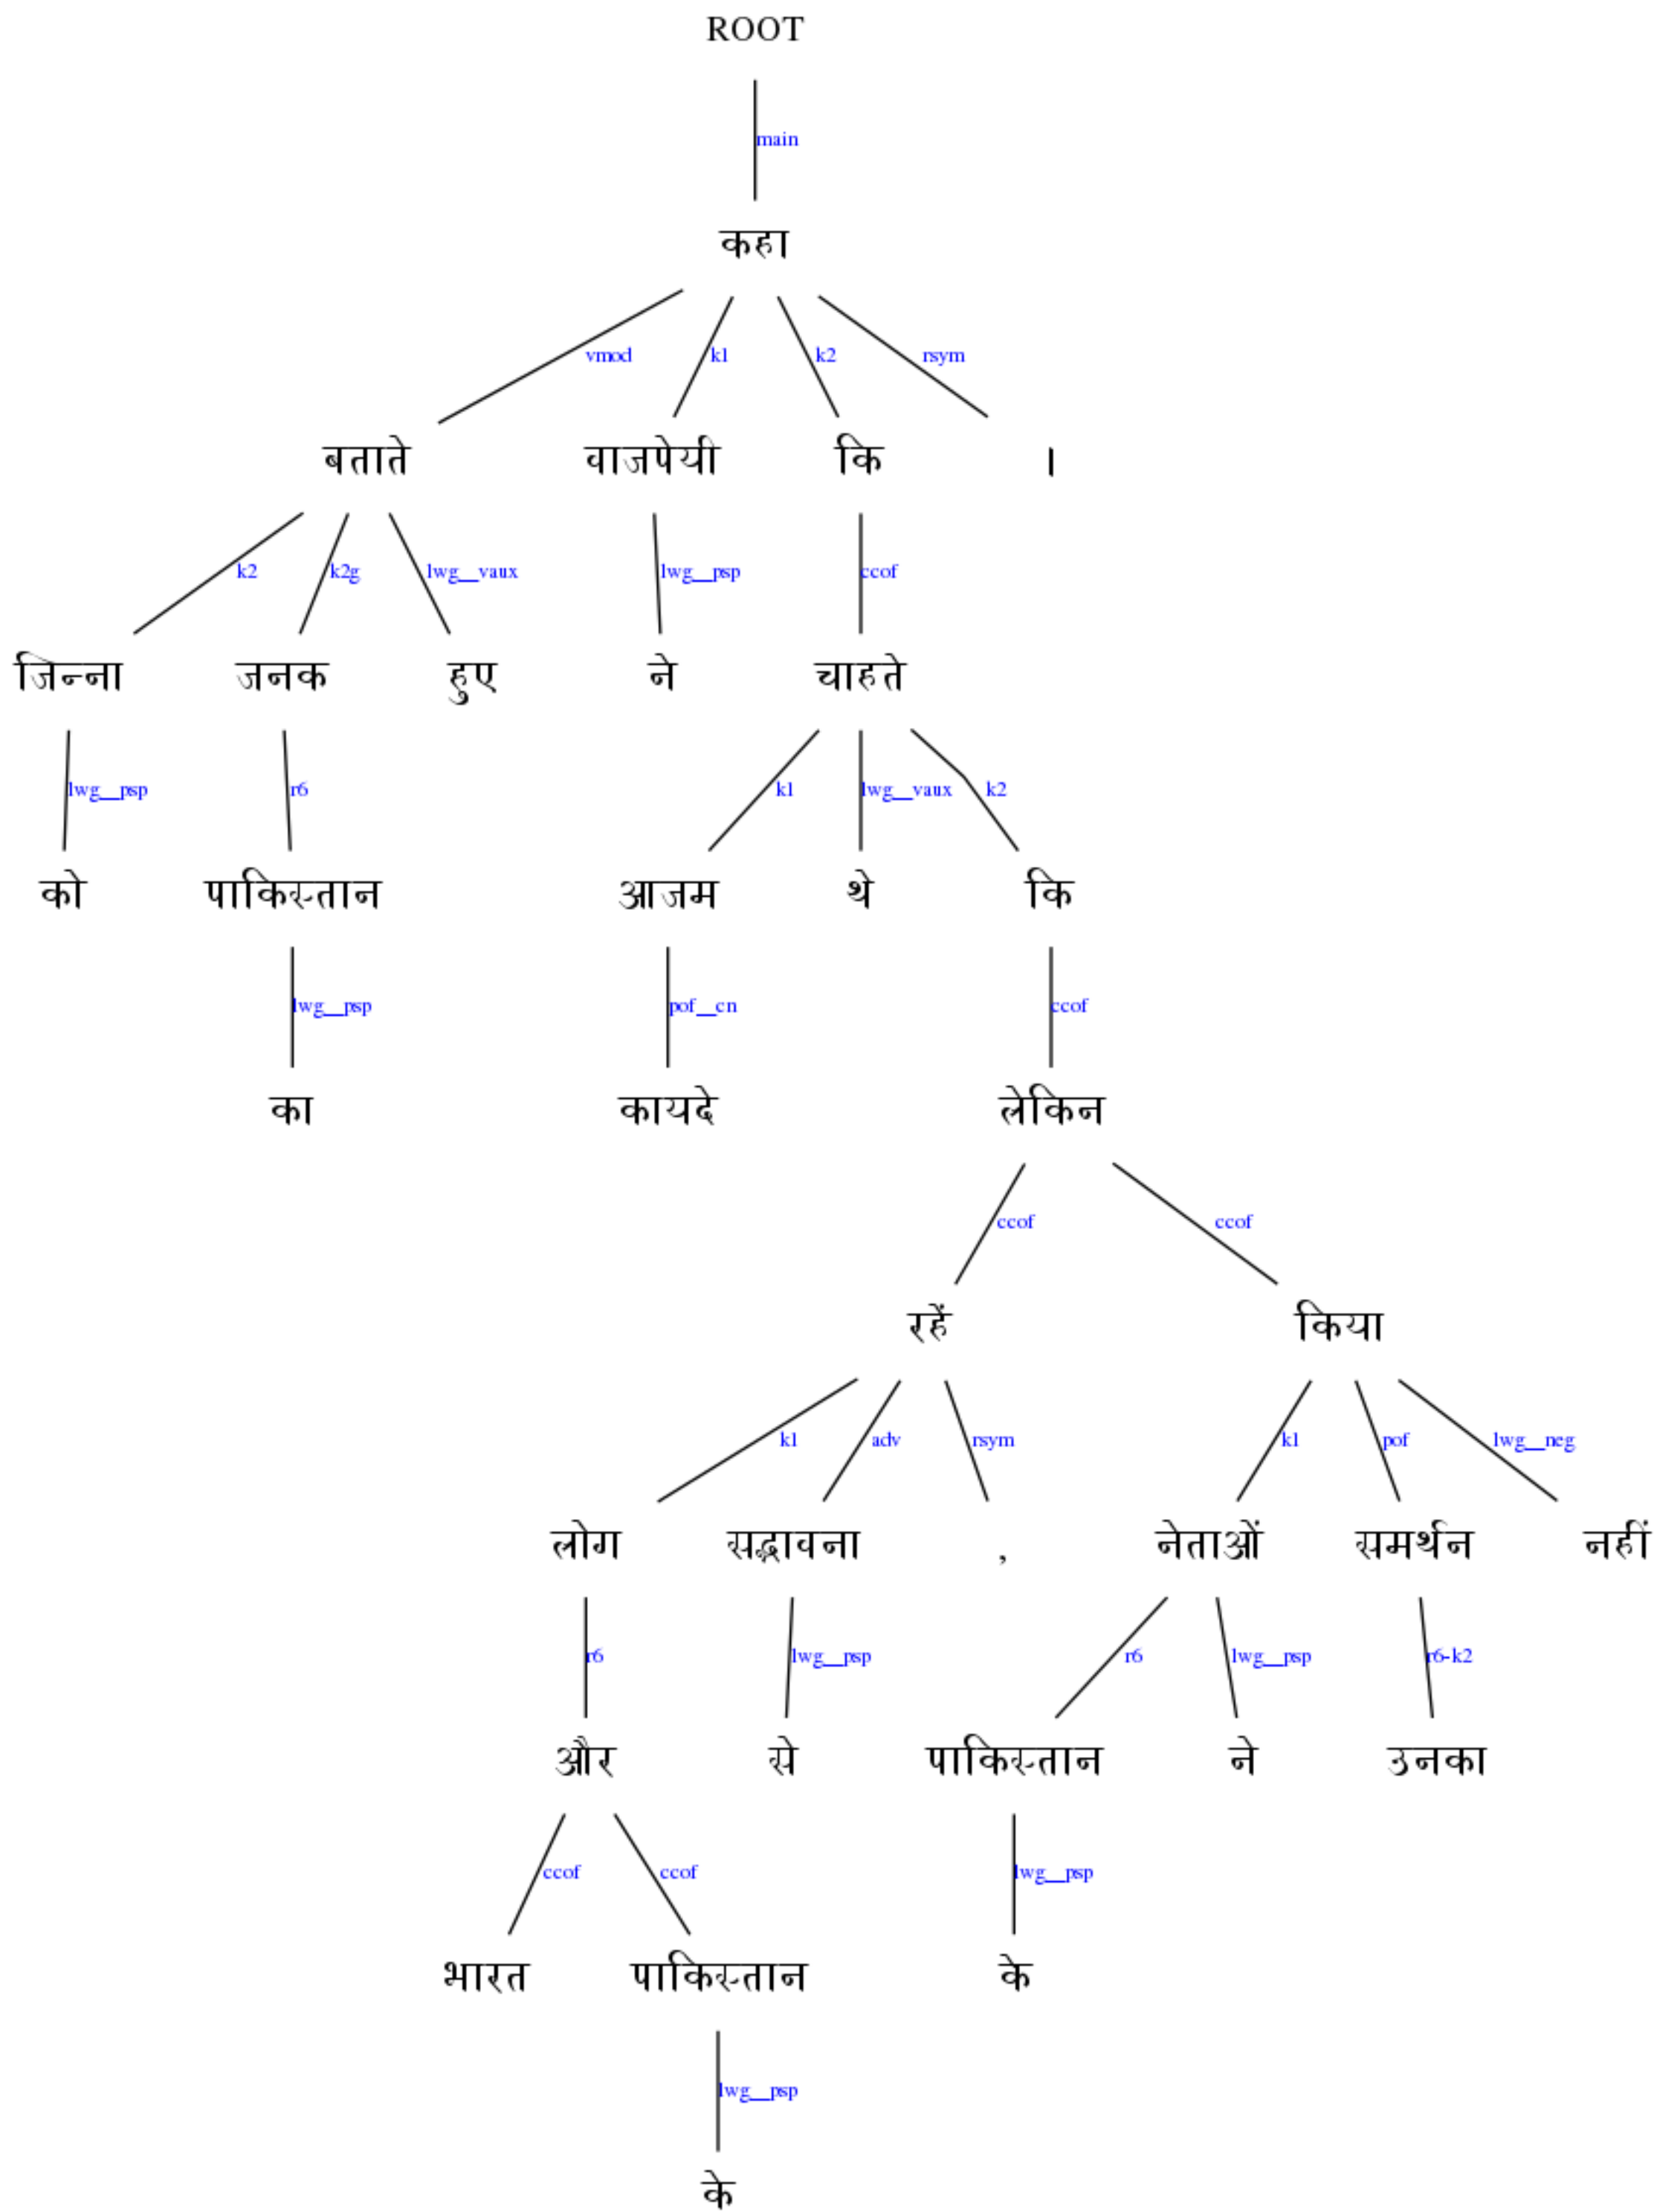 ROOT
main
कहा
vmod k1 k2 rsym
बताते वाजपेयी कि ।
k2 k2g lwg__vaux lwg__psp ccof
जिन्ना जनक हुए ने चाहते
lwg__psp r6 k1 lwg__vaux k2
को पाकिस्तान आजम थे कि
lwg__psp pof__cn ccof
का कायदे लेकिन
ccof ccof
रहें किया
k1 adv rsym k1 pof lwg__neg
लोग सद्भावना , नेताओं समर्थन नहीं
r6 lwg__psp r6 lwg__psp r6-k2
और से पाकिस्तान ने उनका
ccof ccof lwg__psp
भारत पाकिस्तान के
lwg__psp
के